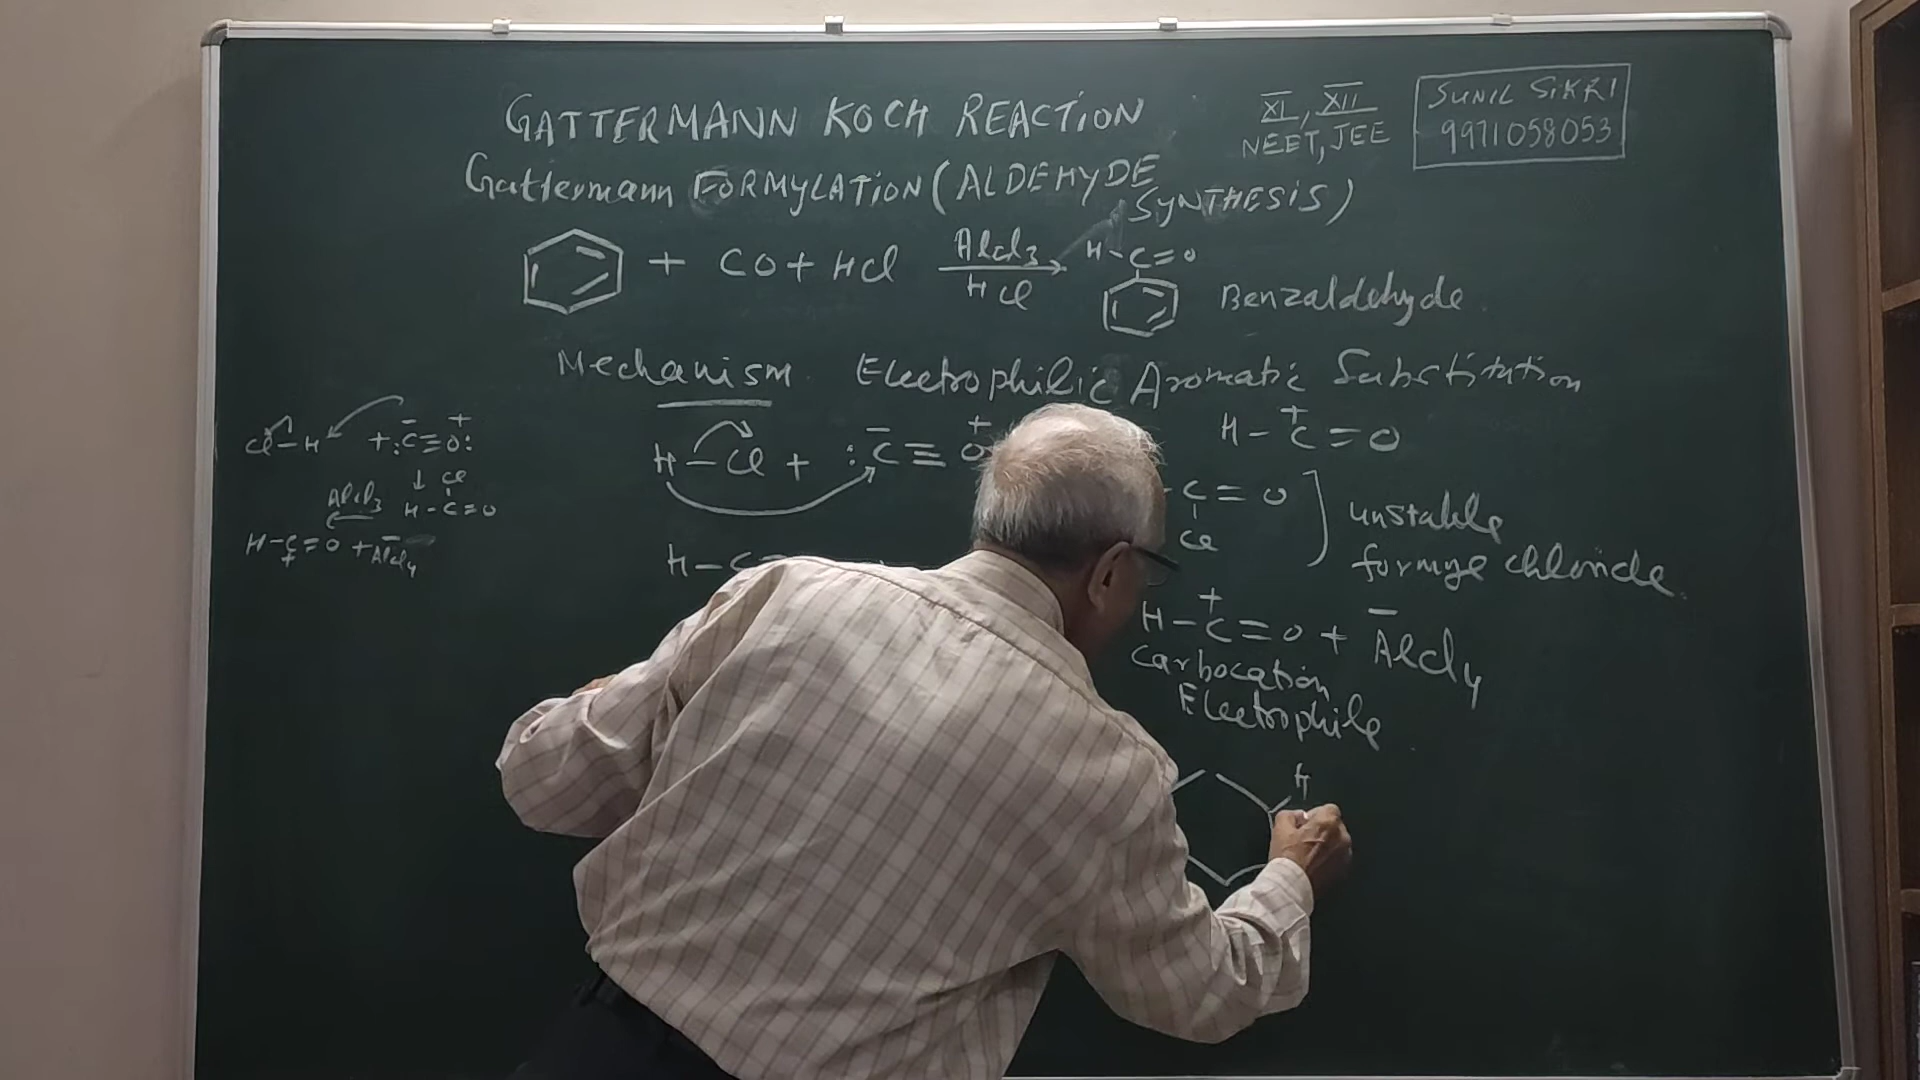 GATTERMANN KOCH REACTION
XI, XII
NEET, JEE
SUNIL SIKRI
9971058053
Gattermann FORMYLATION (ALDEHYDE
SYNTHESIS)
+ CO + HCl AlCl3 H-C=O
HCl
Benzaldehyde
Mechanism. Electrophilic Aromatic Substitution
Cl-H + :C≡O:
- +
↓ Cl
AlCl3 H-C=O
H-C=O + AlCl4
+ -
H-Cl + :C≡O
- +
H-C=O
+
-C=O
Cl
unstable
formyl chloride
H-C
H-C=O + AlCl4
+ -
Carbocation
Electrophile
H